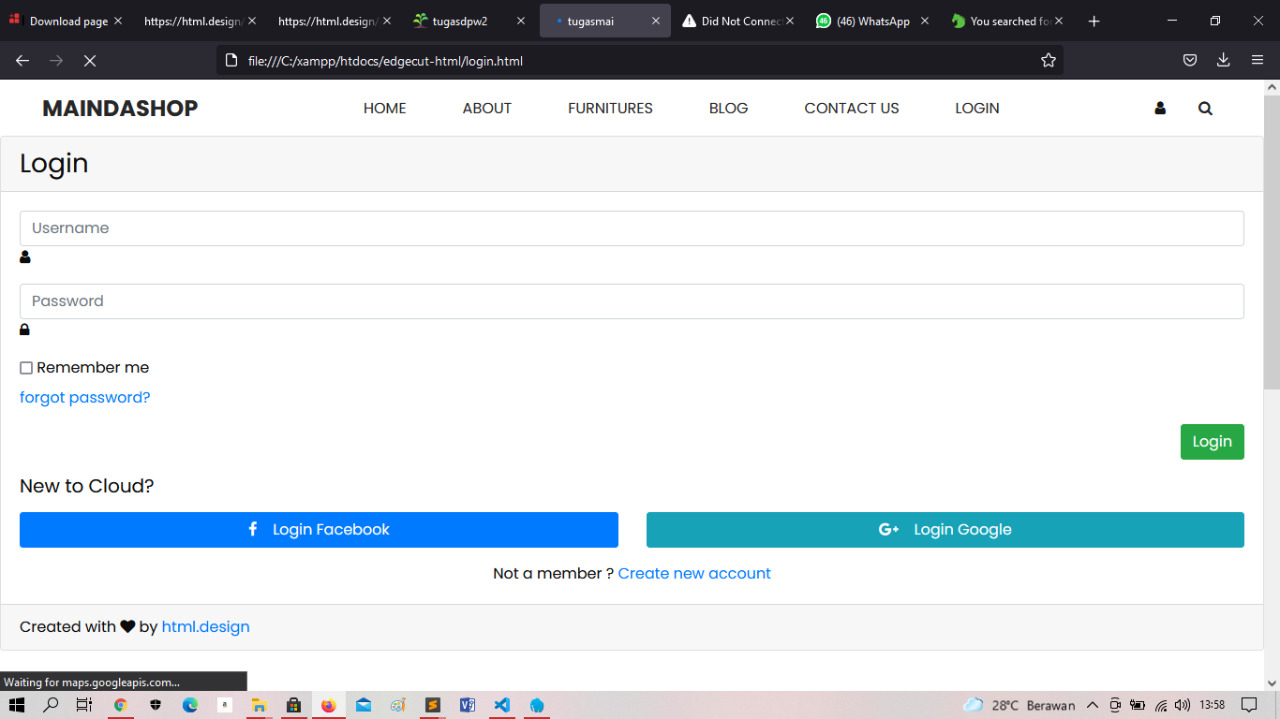 Download page
https://html.design/
https://html.design/
tugasdpw2
tugasmai
Did Not Connec
(46) WhatsApp
You searched fo
file:///C:/xampp/htdocs/edgecut-html/login.html
MAINDASHOP
HOME
ABOUT
FURNITURES
BLOG
CONTACT US
LOGIN
Login
Username
Password
Remember me
forgot password?
Login
New to Cloud?
Login Facebook
G+ Login Google
Not a member ? Create new account
Created with ❤ by html.design
Waiting for maps.googleapis.com...
28°C Berawan
13:58